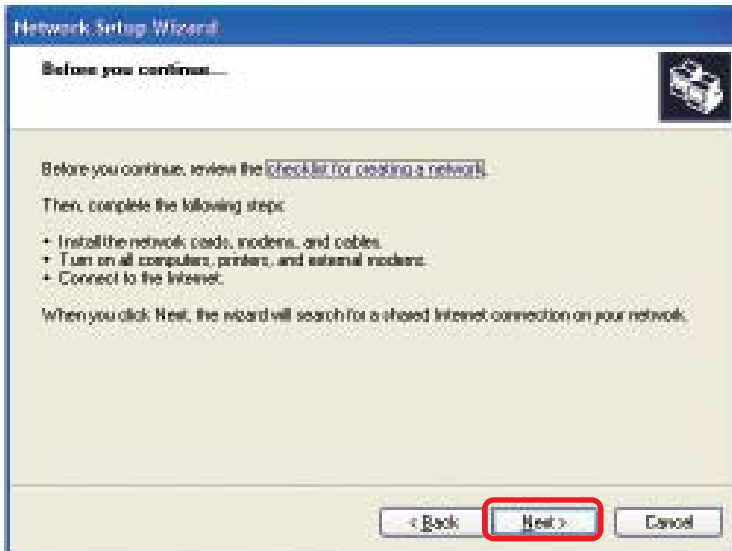 Network Setup Wizard
Before you continue...
Before you continue, review the checklist for creating a network.
Then, complete the following steps:
• Install the network cards, modems, and cables.
• Turn on all computers, printers, and external modems.
• Connect to the Internet.
When you click Next, the wizard will search for a shared Internet connection on your network.
< Back Next > Cancel